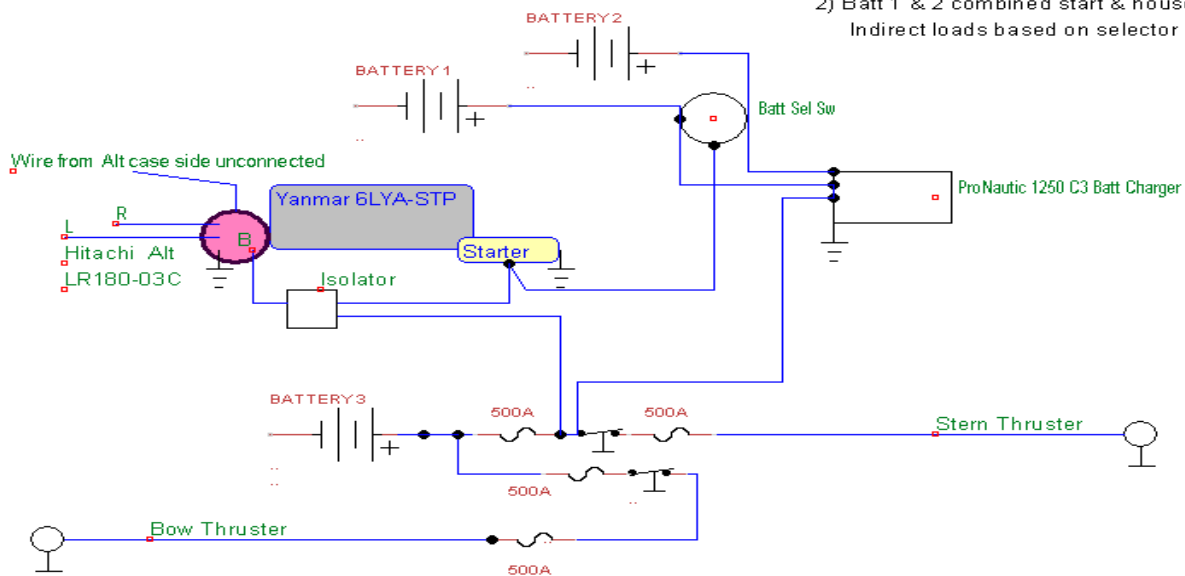 2) Batt 1 & 2 combined start & house
Indirect loads based on selector
BATTERY2
BATTERY1
Batt Sel Sw
Wire from Alt case side unconnected
ProNautic 1250 C3 Batt Charger
Yanmar 6LYA-STP
R
L
B
Starter
Hitachi Alt
LR180-03C
Isolator
BATTERY3
500A
500A
Stern Thruster
500A
Bow Thruster
500A